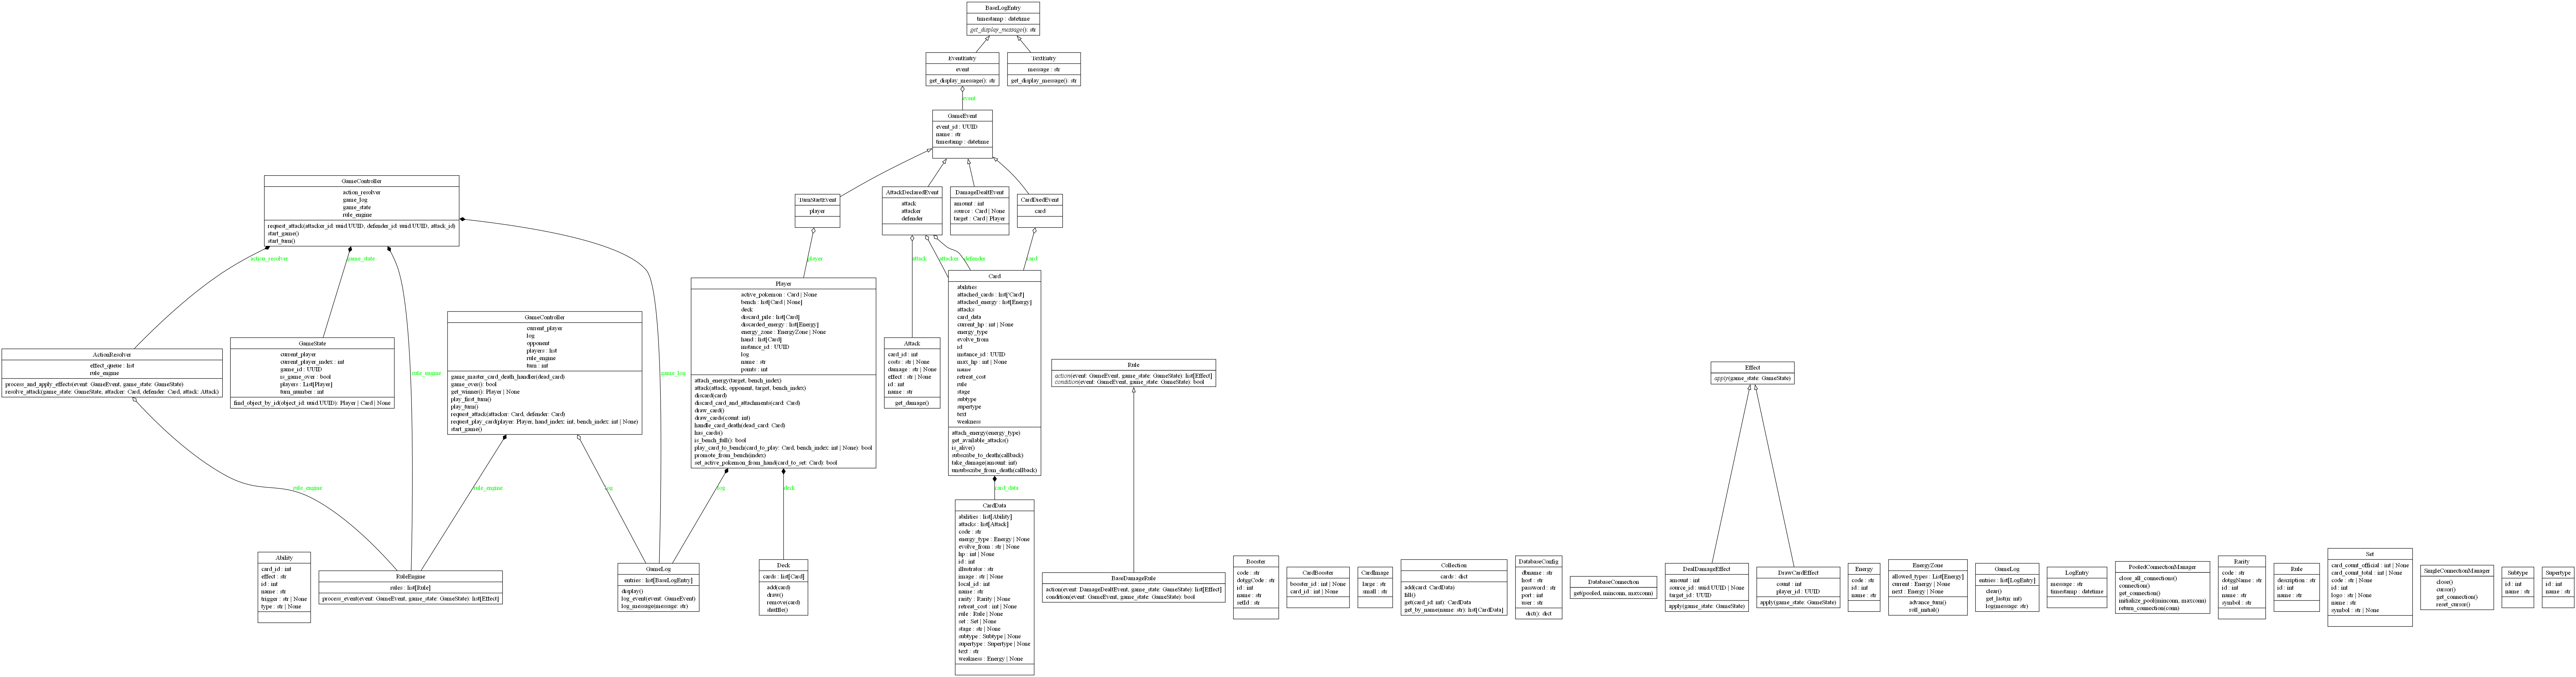 BaseLogEntry
timestamp : datetime
get_display_message(): str
EventEntry
event
get_display_message(): str
TextEntry
message : str
get_display_message(): str
event
GameEvent
event_id : UUID
name : str
timestamp : datetime
GameController
action_resolver
game_log
game_state
rule_engine
request_attack(attacker_id: uuid.UUID, defender_id: uuid.UUID, attack_id)
start_game()
start_turn()
TurnStartEvent
player
AttackDeclaredEvent
attack
attacker
defender
DamageDealtEvent
amount : int
source : Card | None
target : Card | Player
CardDiedEvent
card
action_resolver
game_state
player
attack
attacker
defender
card
Player
active_pokemon : Card | None
bench : list[Card | None]
deck
discard_pile : list[Card]
discarded_energy : list[Energy]
energy_zone : EnergyZone | None
hand : list[Card]
instance_id : UUID
log
name : str
points : int
attach_energy(target, bench_index)
attack(attack, opponent, target, bench_index)
discard(card)
discard_card_and_attachments(card: Card)
draw_card()
draw_cards(count: int)
handle_card_death(dead_card: Card)
has_cards()
is_bench_full(): bool
play_card_to_bench(card_to_play: Card, bench_index: int | None): bool
promote_from_bench(index)
set_active_pokemon_from_hand(card_to_set: Card): bool
Card
abilities
attached_cards : list['Card']
attached_energy : list[Energy]
attacks
card_data
current_hp : int | None
energy_type
evolve_from
id
instance_id : UUID
max_hp : int | None
name
retreat_cost
rule
stage
subtype
supertype
text
weakness
attach_energy(energy_type)
get_available_attacks()
is_alive()
subscribe_to_death(callback)
take_damage(amount: int)
unsubscribe_from_death(callback)
GameController
current_player
log
opponent
players : list
rule_engine
turn : int
game_master_card_death_handler(dead_card)
game_over(): bool
get_winner(): Player | None
play_first_turn()
play_turn()
request_attack(attacker: Card, defender: Card)
request_play_card(player: Player, hand_index: int, bench_index: int | None)
start_game()
ActionResolver
effect_queue : list
rule_engine
process_and_apply_effects(event: GameEvent, game_state: GameState)
resolve_attack(game_state: GameState, attacker: Card, defender: Card, attack: Attack)
GameState
current_player
current_player_index : int
game_id : UUID
is_game_over : bool
players : List[Player]
turn_number : int
find_object_by_id(object_id: uuid.UUID): Player | Card | None
rule_engine
game_log
Attack
card_id : int
costs : str | None
damage : str | None
effect : str | None
id : int
name : str
get_damage()
Rule
action(event: GameEvent, game_state: GameState): list[Effect]
condition(event: GameEvent, game_state: GameState): bool
Effect
apply(game_state: GameState)
rule_engine
rule_engine
log
log
deck
card_data
Ability
card_id : int
effect : str
id : int
name : str
trigger : str | None
type : str | None
RuleEngine
rules : list[Rule]
process_event(event: GameEvent, game_state: GameState): list[Effect]
GameLog
entries : list[BaseLogEntry]
display()
log_event(event: GameEvent)
log_message(message: str)
Deck
cards : list[Card]
add(card)
draw()
remove(card)
shuffle()
CardData
abilities : list[Ability]
attacks : list[Attack]
code : str
energy_type : Energy | None
evolve_from : str | None
hp : int | None
id : int
illustrator : str
image : str | None
local_id : int
name : str
rarity : Rarity | None
retreat_cost : int | None
rule : Rule | None
set : Set | None
stage : str | None
subtype : Subtype | None
supertype : Supertype | None
text : str
weakness : Energy | None
BaseDamageRule
action(event: DamageDealtEvent, game_state: GameState): list[Effect]
condition(event: GameEvent, game_state: GameState): bool
Booster
code : str
dotggCode : str
id : int
name : str
setId : str
CardBooster
booster_id : int | None
card_id : int | None
CardImage
large : str
small : str
Collection
cards : dict
add(card: CardData)
fill()
get(card_id: int): CardData
get_by_name(name: str): list[CardData]
DatabaseConfig
dbname : str
host : str
password : str
port : int
user : str
dict(): dict
DatabaseConnection
get(pooled, minconn, maxconn)
DealDamageEffect
amount : int
source_id : uuid.UUID | None
target_id : UUID
apply(game_state: GameState)
DrawCardEffect
count : int
player_id : UUID
apply(game_state: GameState)
Energy
code : str
id : int
name : str
EnergyZone
allowed_types : List[Energy]
current : Energy | None
next : Energy | None
advance_turn()
roll_initial()
GameLog
entries : list[LogEntry]
clear()
get_last(n: int)
log(message: str)
LogEntry
message : str
timestamp : datetime
PooledConnectionManager
close_all_connections()
connection()
get_connection()
initialize_pool(minconn, maxconn)
return_connection(conn)
Rarity
code : str
dotggName : str
id : int
name : str
symbol : str
Rule
description : str
id : int
name : str
Set
card_count_official : int | None
card_count_total : int | None
code : str | None
id : int
logo : str | None
name : str
symbol : str | None
SingleConnectionManager
close()
cursor()
get_connection()
reset_cursor()
Subtype
id : int
name : str
Supertype
id : int
name : str